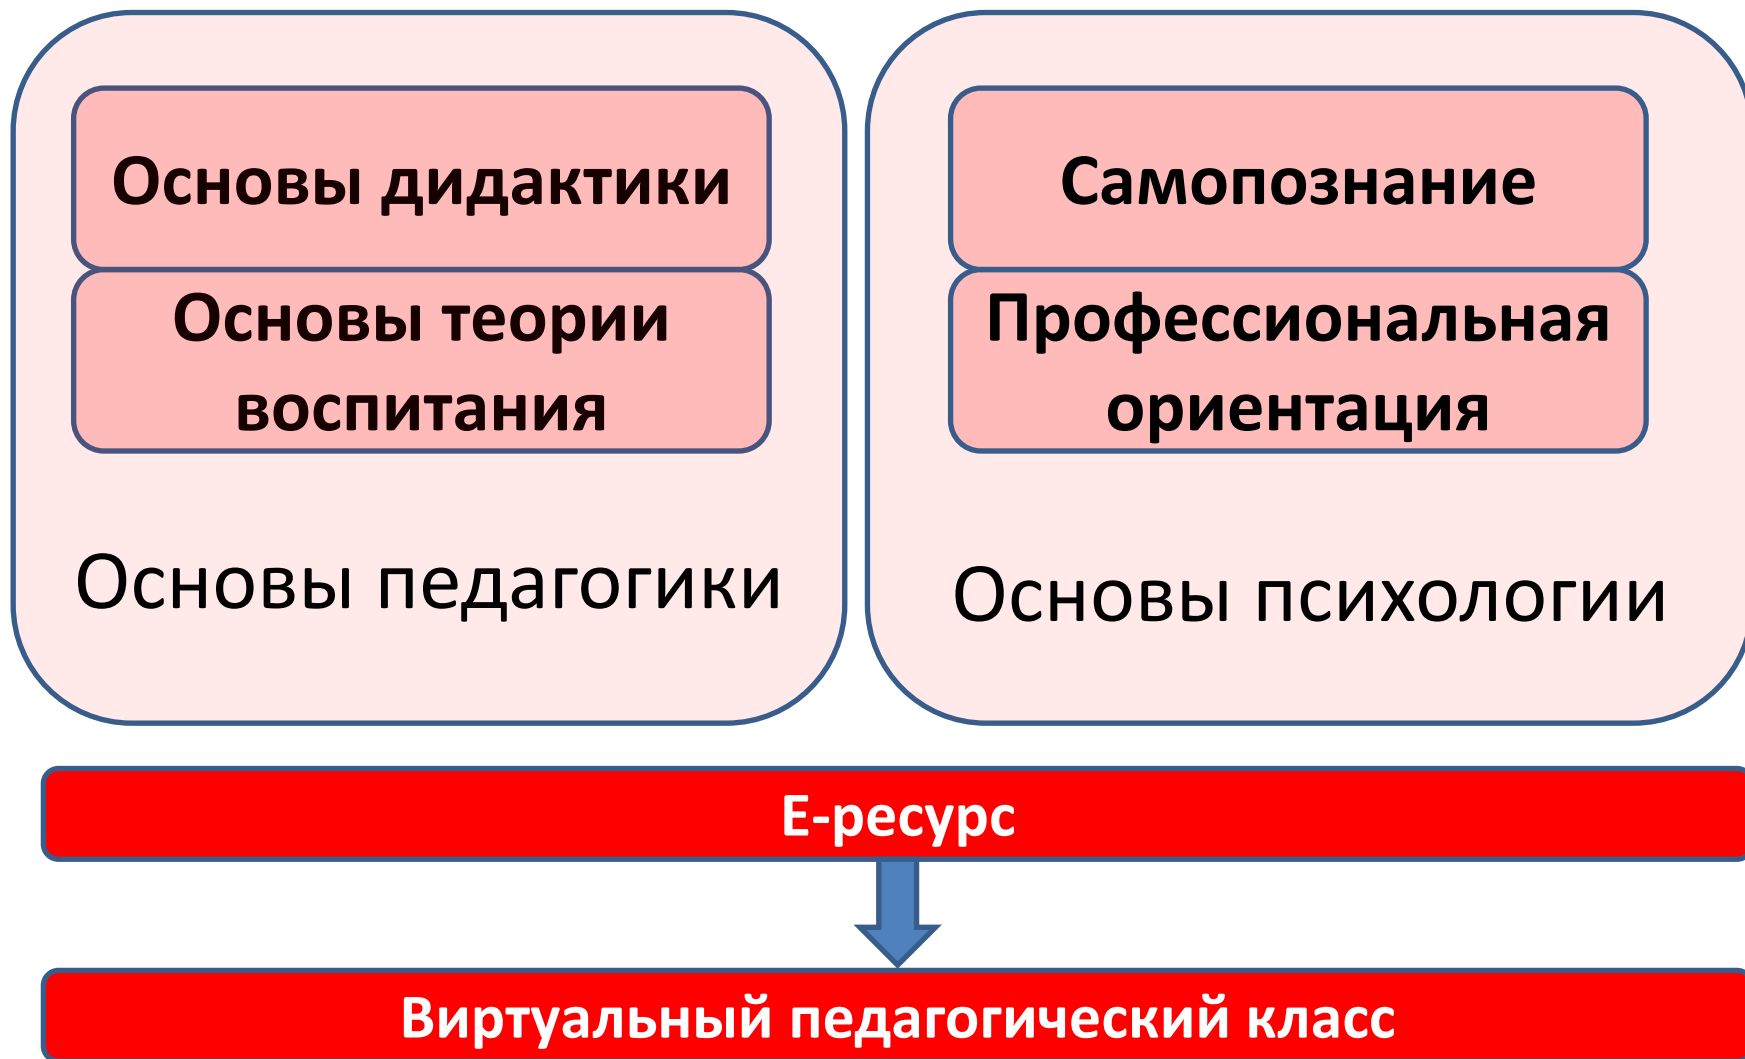 Основы дидактики
Основы теории
воспитания
Основы педагогики
Самопознание
Профессиональная
ориентация
Основы психологии
Е-ресурс
Виртуальный педагогический класс